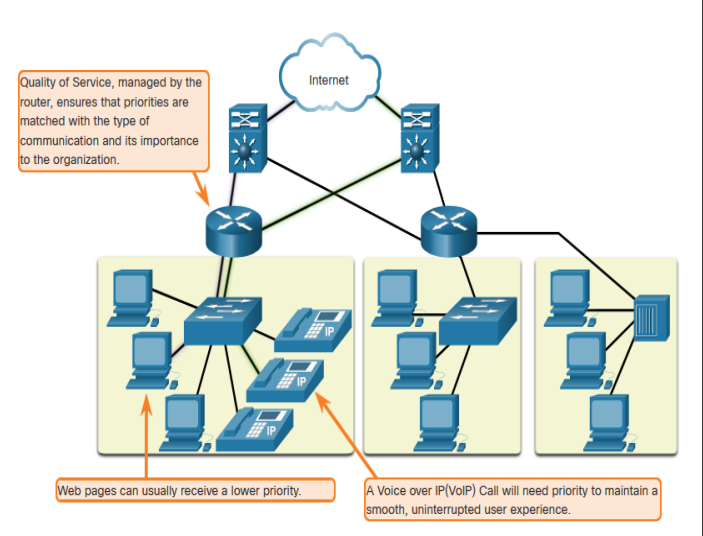 Internet
Quality of Service, managed by the
router, ensures that priorities are
matched with the type of
communication and its importance
to the organization.
IP
IP
IP
Web pages can usually receive a lower priority.
A Voice over IP(VoIP) Call will need priority to maintain a
smooth, uninterrupted user experience.